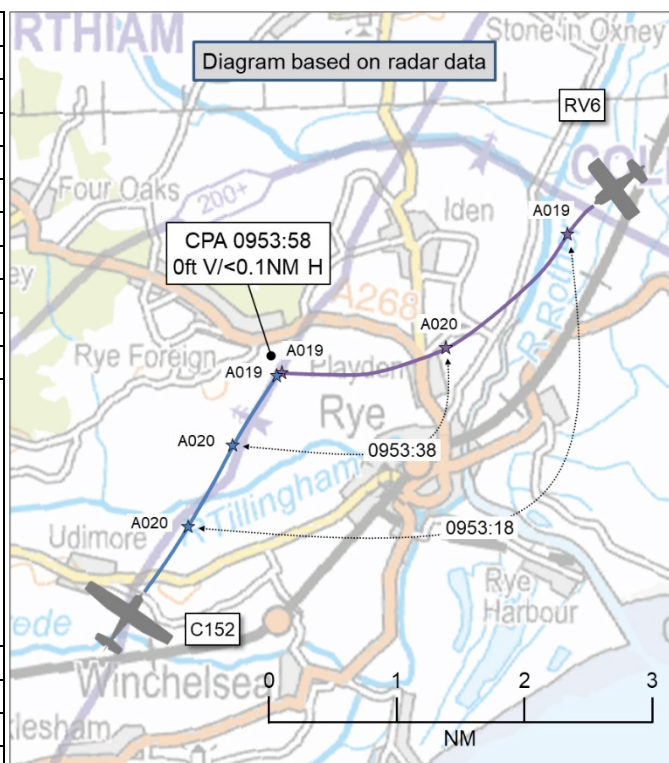 RTHIAM
Stone in Oxney
Diagram based on radar data
RV6
Four Oaks
200+
Iden
A019
CPA 0953:58
0ft V/<0.1NM H
A268
A020
Rye Foreign
A019
A019
Playden
Rye
A020
0953:38
Tillingham
A020
0953:18
Udimore
Rye
Harbour
C152
Winchelsea
0 1 2 3
NM
klesham